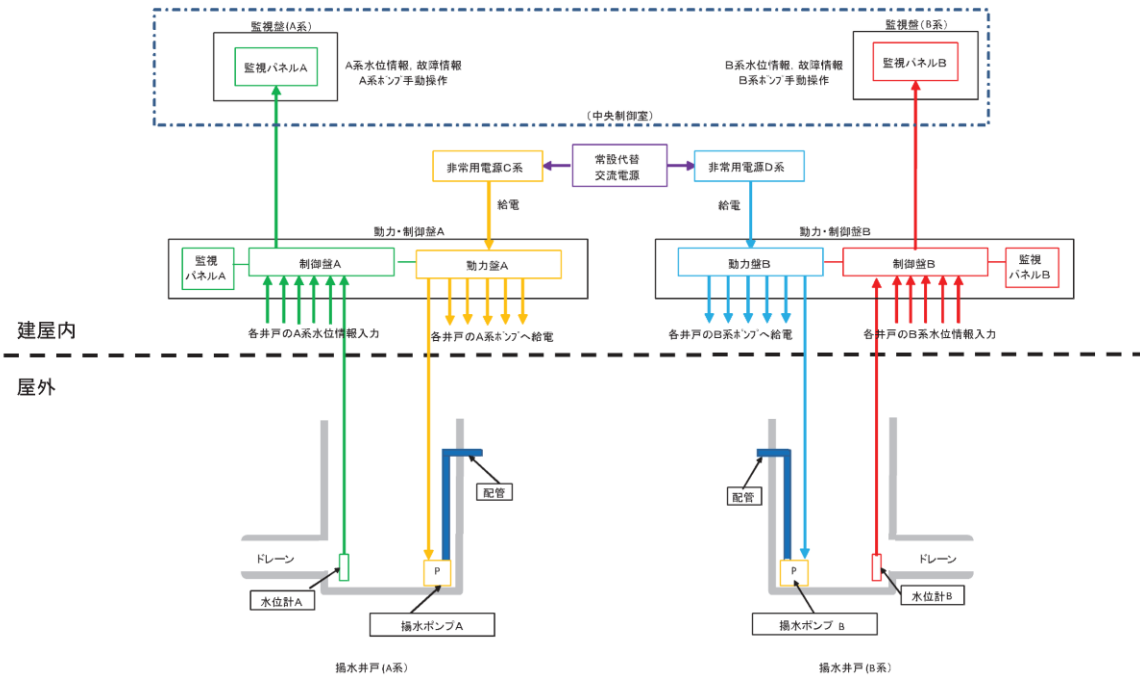 監視盤(A系)
監視パネルA
A系水位情報, 故障情報
A系ポンプ手動操作
監視盤(B系)
監視パネルB
B系水位情報, 故障情報
B系ポンプ手動操作
(中央制御室)
非常用電源C系
常設代替
交流電源
非常用電源D系
給電
給電
動力・制御盤A
監視
パネルA
制御盤A
動力盤A
動力・制御盤B
動力盤B
制御盤B
監視
パネルB
各井戸のA系水位情報入力
各井戸のA系ポンプへ給電
各井戸のB系ポンプへ給電
各井戸のB系水位情報入力
建屋内
屋外
配管
ドレーン
P
水位計A
揚水ポンプA
揚水井戸(A系)
配管
ドレーン
P
水位計B
揚水ポンプ B
揚水井戸(B系)